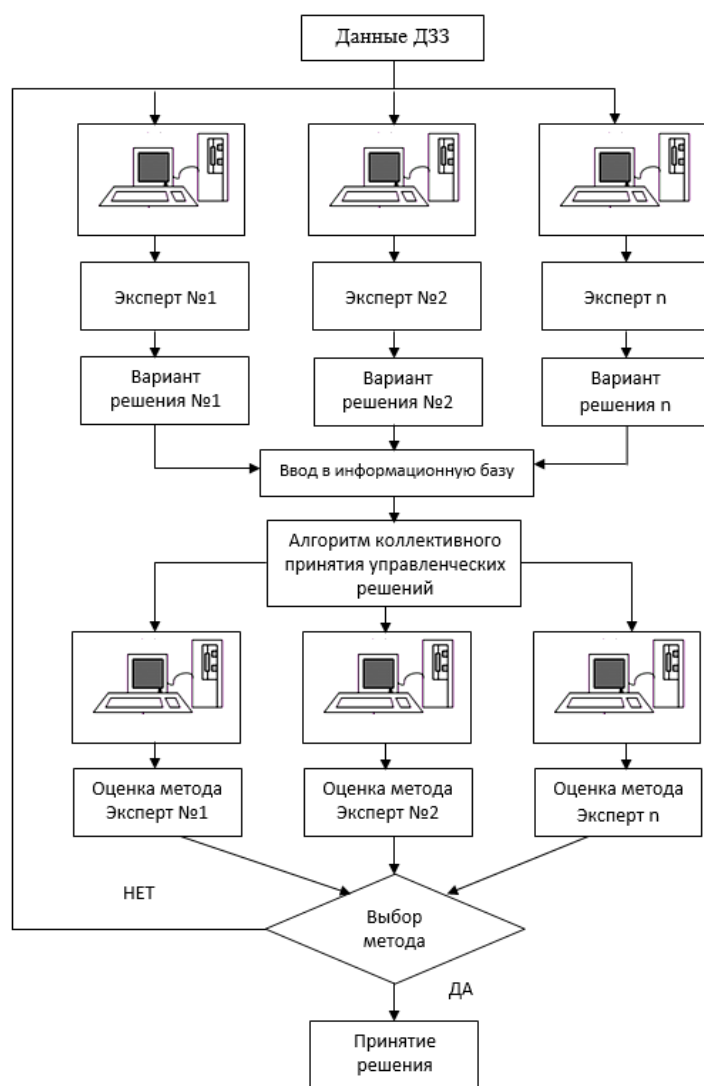 Данные ДЗЗ
Эксперт №1
Эксперт №2
Эксперт n
Вариант
решения №1
Вариант
решения №2
Вариант
решения n
Ввод в информационную базу
Алгоритм коллективного
принятия управленческих
решений
Оценка метода
Эксперт №1
Оценка метода
Эксперт №2
Оценка метода
Эксперт n
НЕТ
Выбор
метода
ДА
Принятие
решения